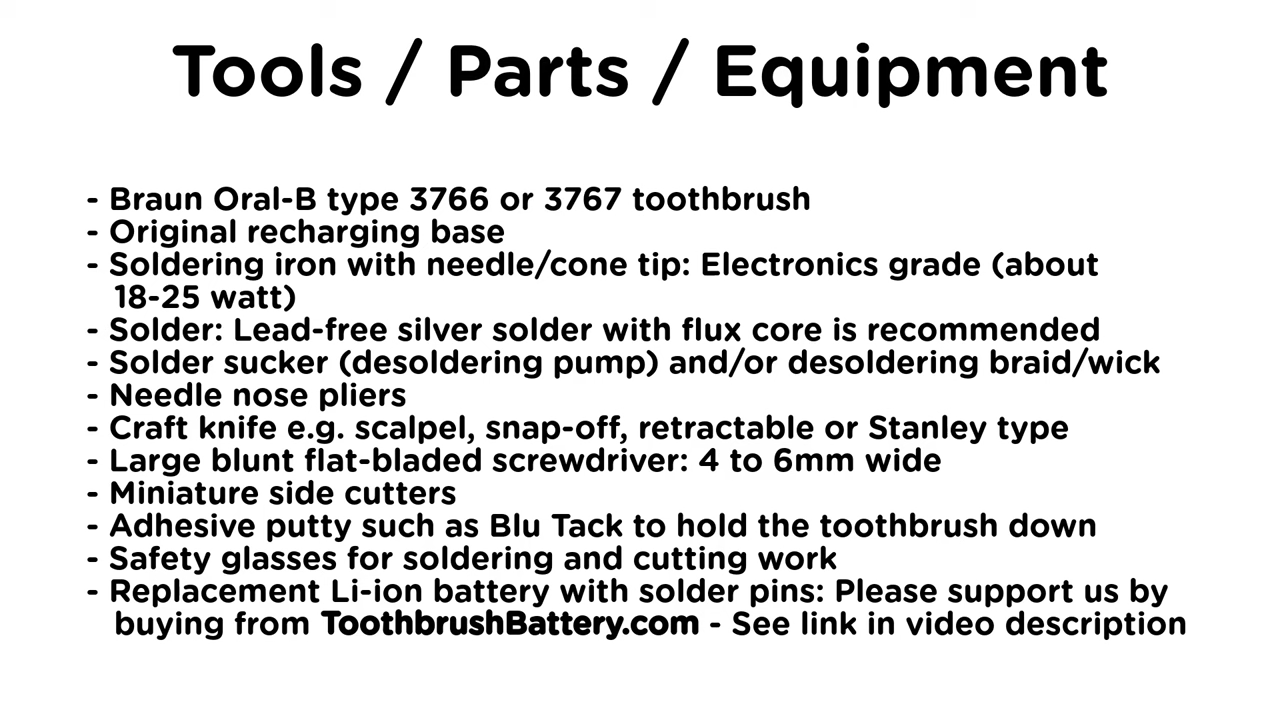 Tools / Parts / Equipment
- Braun Oral-B type 3766 or 3767 toothbrush
- Original recharging base
- Soldering iron with needle/cone tip: Electronics grade (about
18-25 watt)
- Solder: Lead-free silver solder with flux core is recommended
- Solder sucker (desoldering pump) and/or desoldering braid/wick
- Needle nose pliers
- Craft knife e.g. scalpel, snap-off, retractable or Stanley type
- Large blunt flat-bladed screwdriver: 4 to 6mm wide
- Miniature side cutters
- Adhesive putty such as Blu Tack to hold the toothbrush down
- Safety glasses for soldering and cutting work
- Replacement Li-ion battery with solder pins: Please support us by
buying from ToothbrushBattery.com - See link in video description